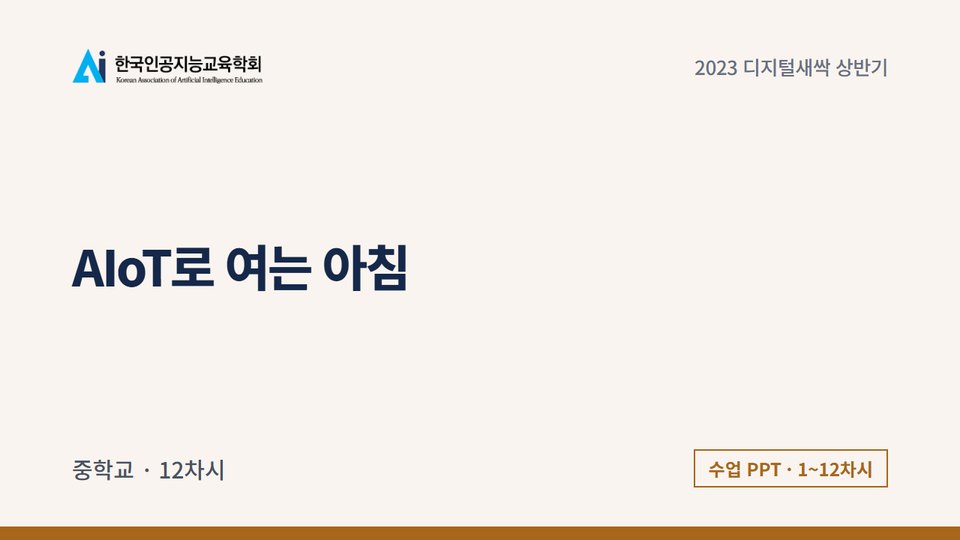 Ai 한국인공지능교육학회
Korean Association of Artificial Intelligence Education
2023 디지털새싹 상반기
AIoT로 여는 아침
중학교 · 12차시
수업 PPT · 1~12차시